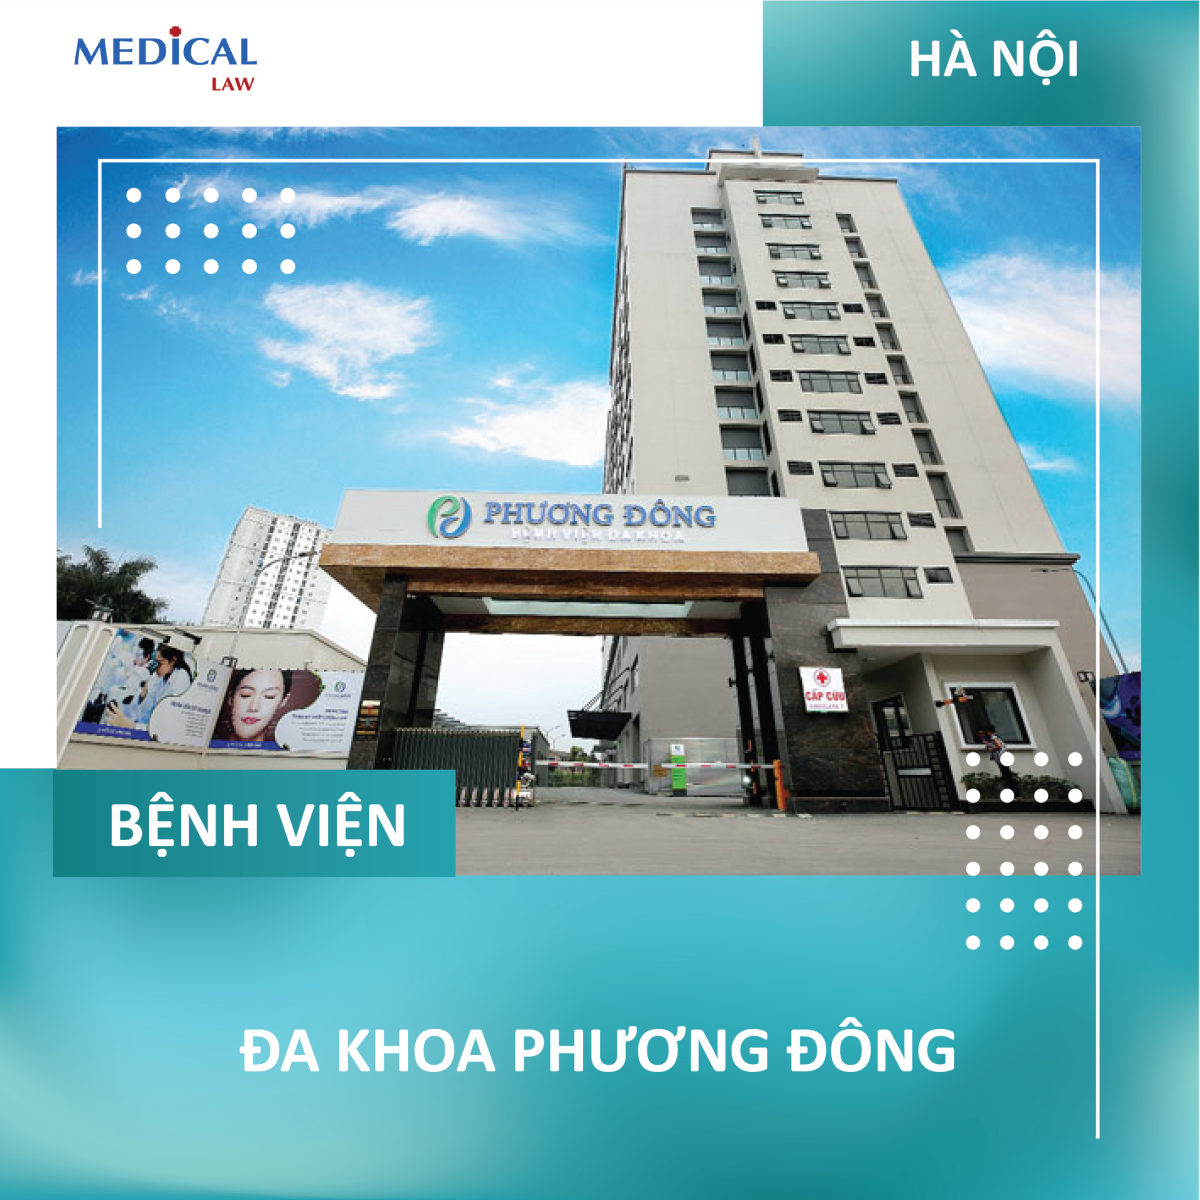 MEDICAL
LAW
HÀ NỘI
PHƯƠNG ĐÔNG
BỆNH VIỆN ĐA KHOA
CẤP CỨU
BỆNH VIỆN
ĐA KHOA PHƯƠNG ĐÔNG